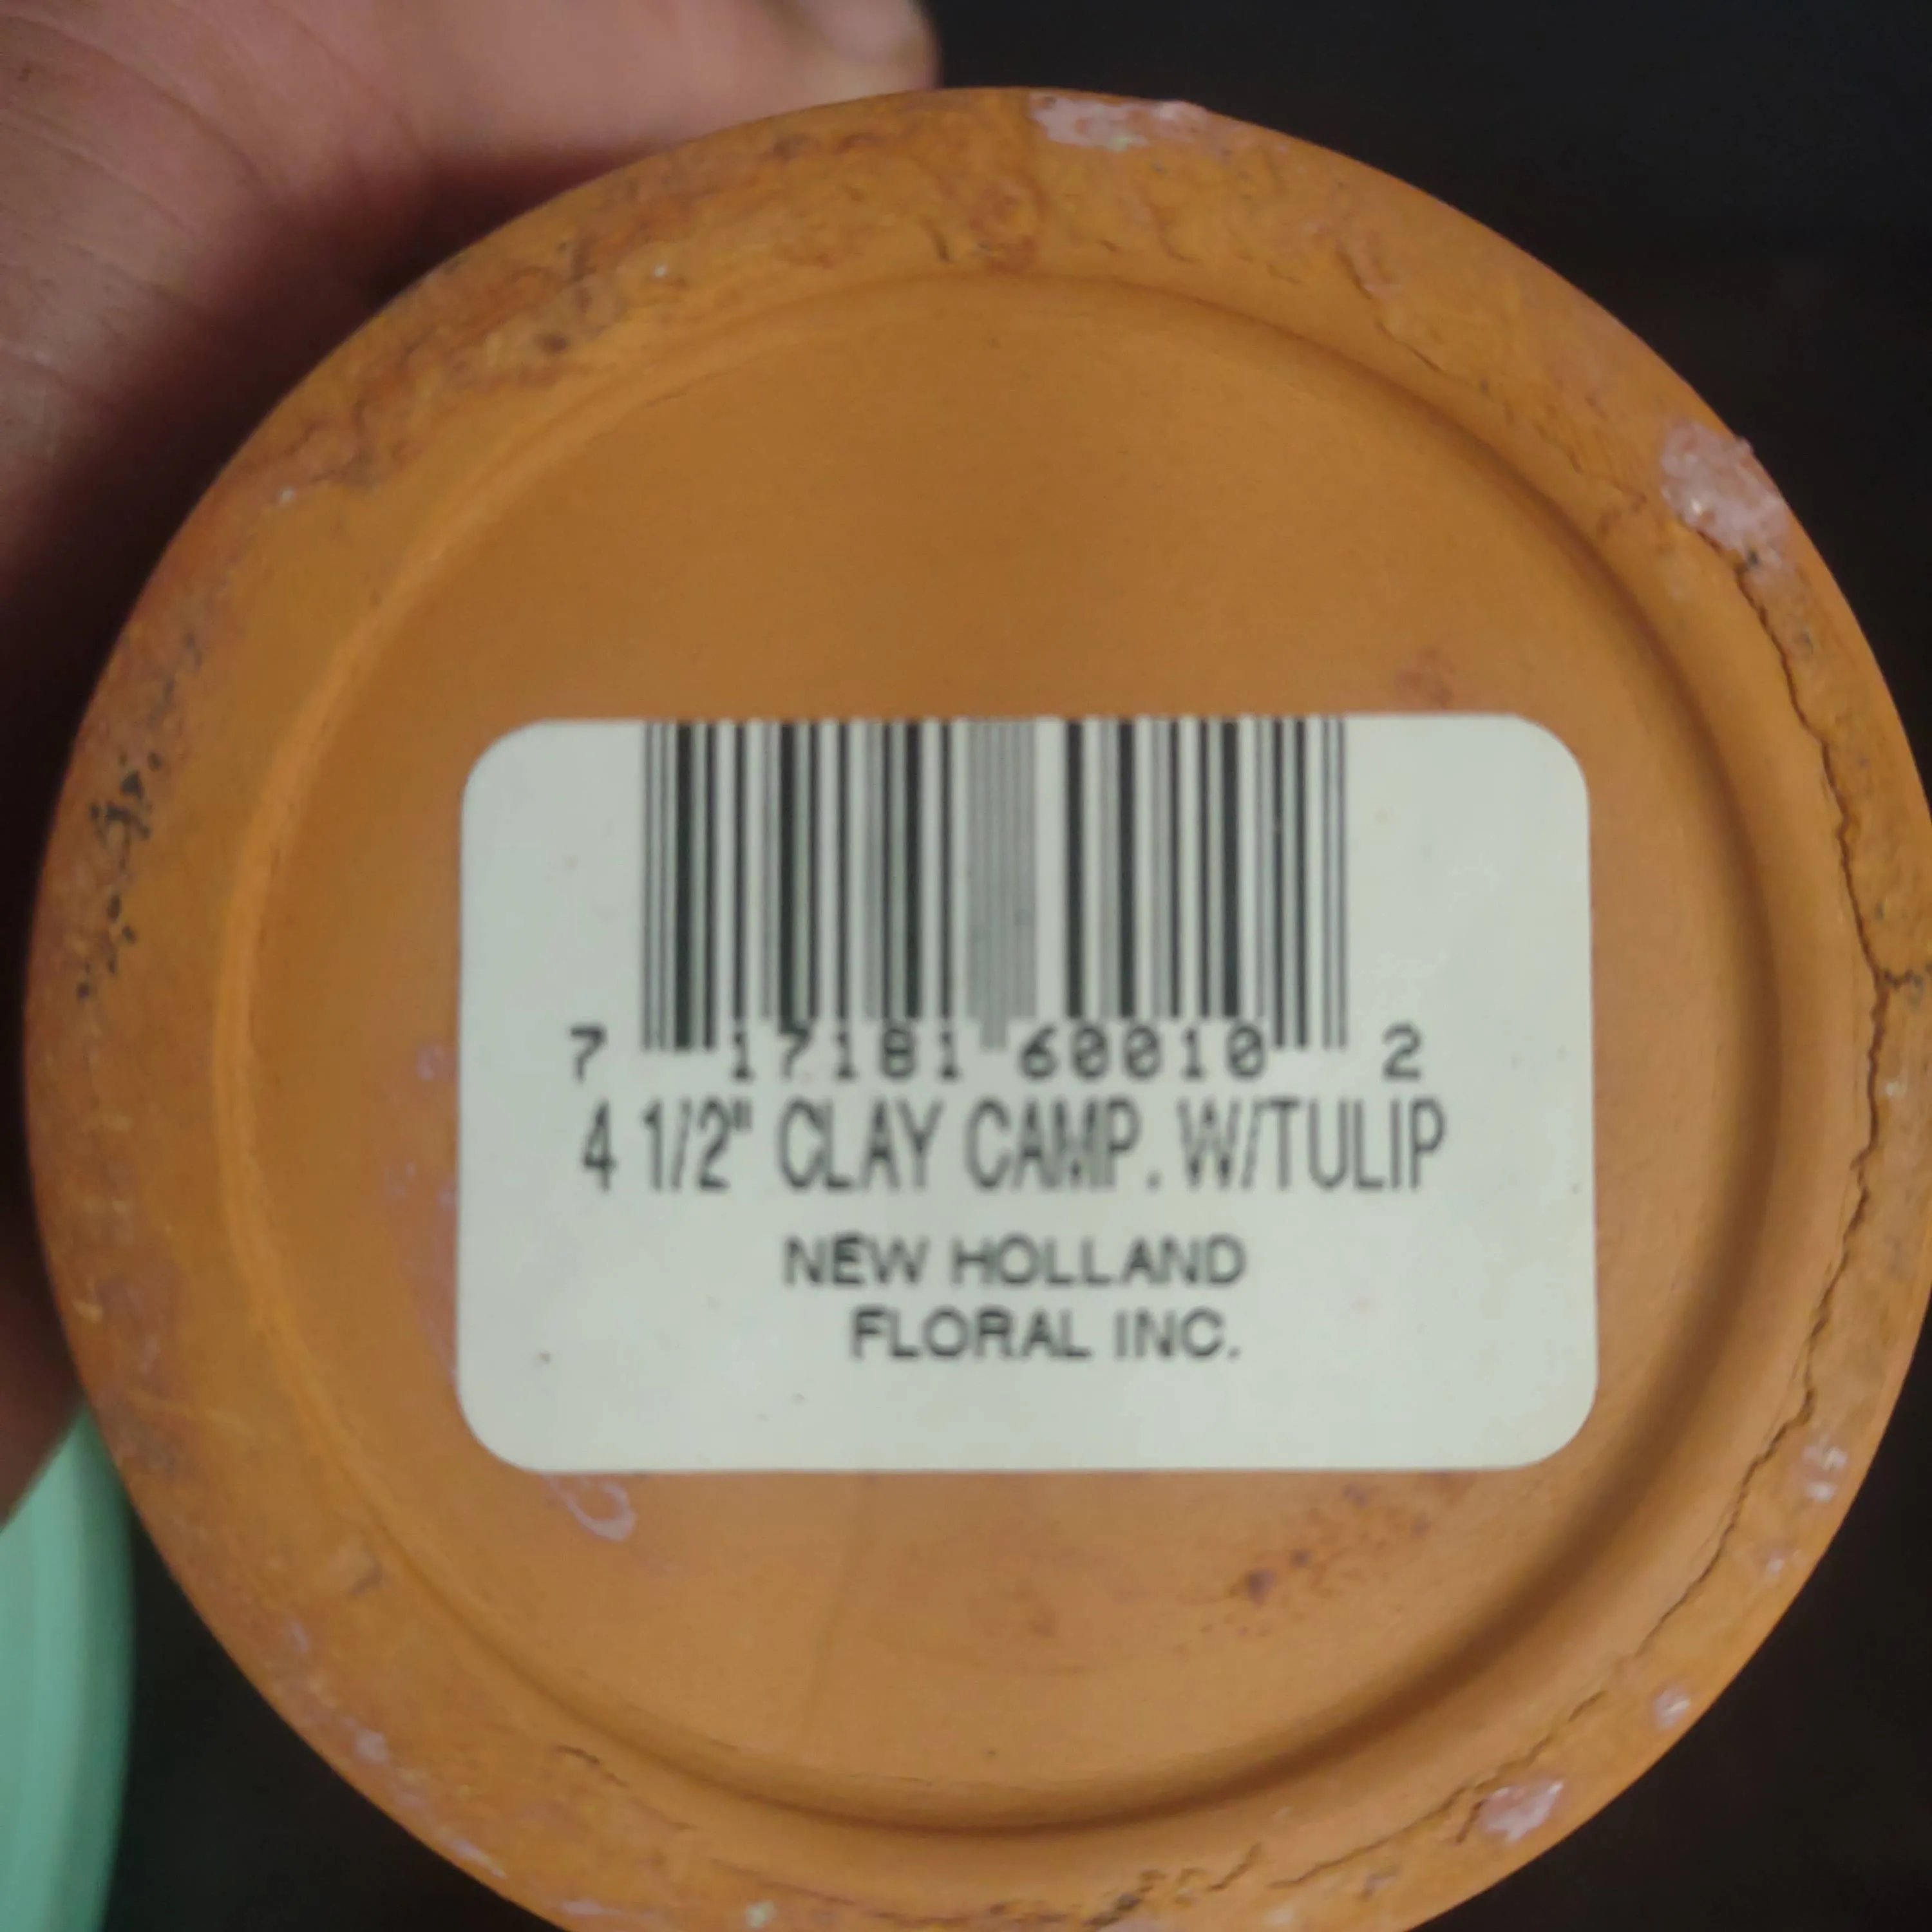 7 17181 60010 2
4 1/2" CLAY CAMP. W/TULIP
NEW HOLLAND
FLORAL INC.